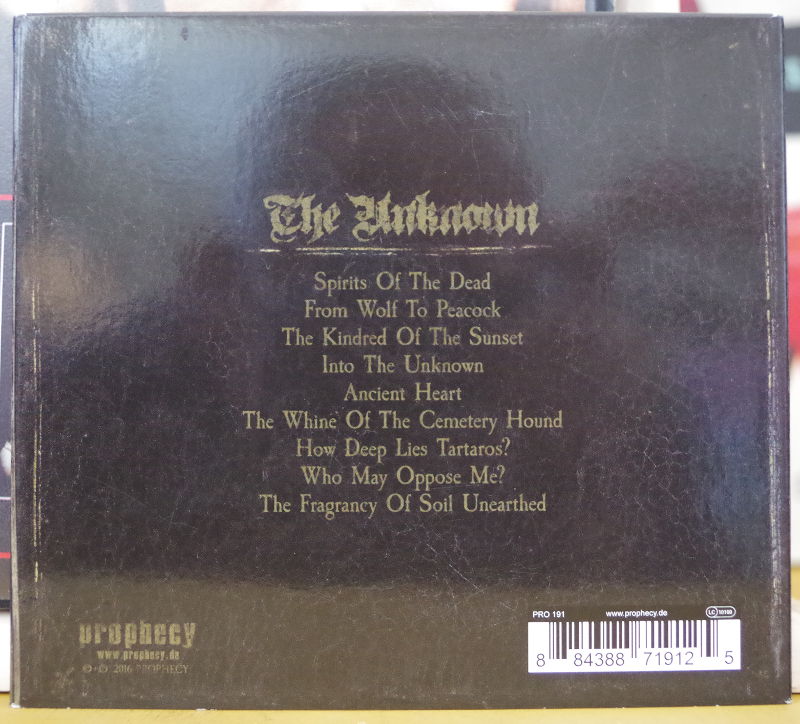 The Unknown
Spirits Of The Dead
From Wolf To Peacock
The Kindred Of The Sunset
Into The Unknown
Ancient Heart
The Whine Of The Cemetery Hound
How Deep Lies Tartaros?
Who May Oppose Me?
The Fragrancy Of Soil Unearthed
prophecy
www.prophecy.de
℗+© 2016 PROPHECY
PRO 191 www.prophecy.de LC 10169
8 84388 71912 5